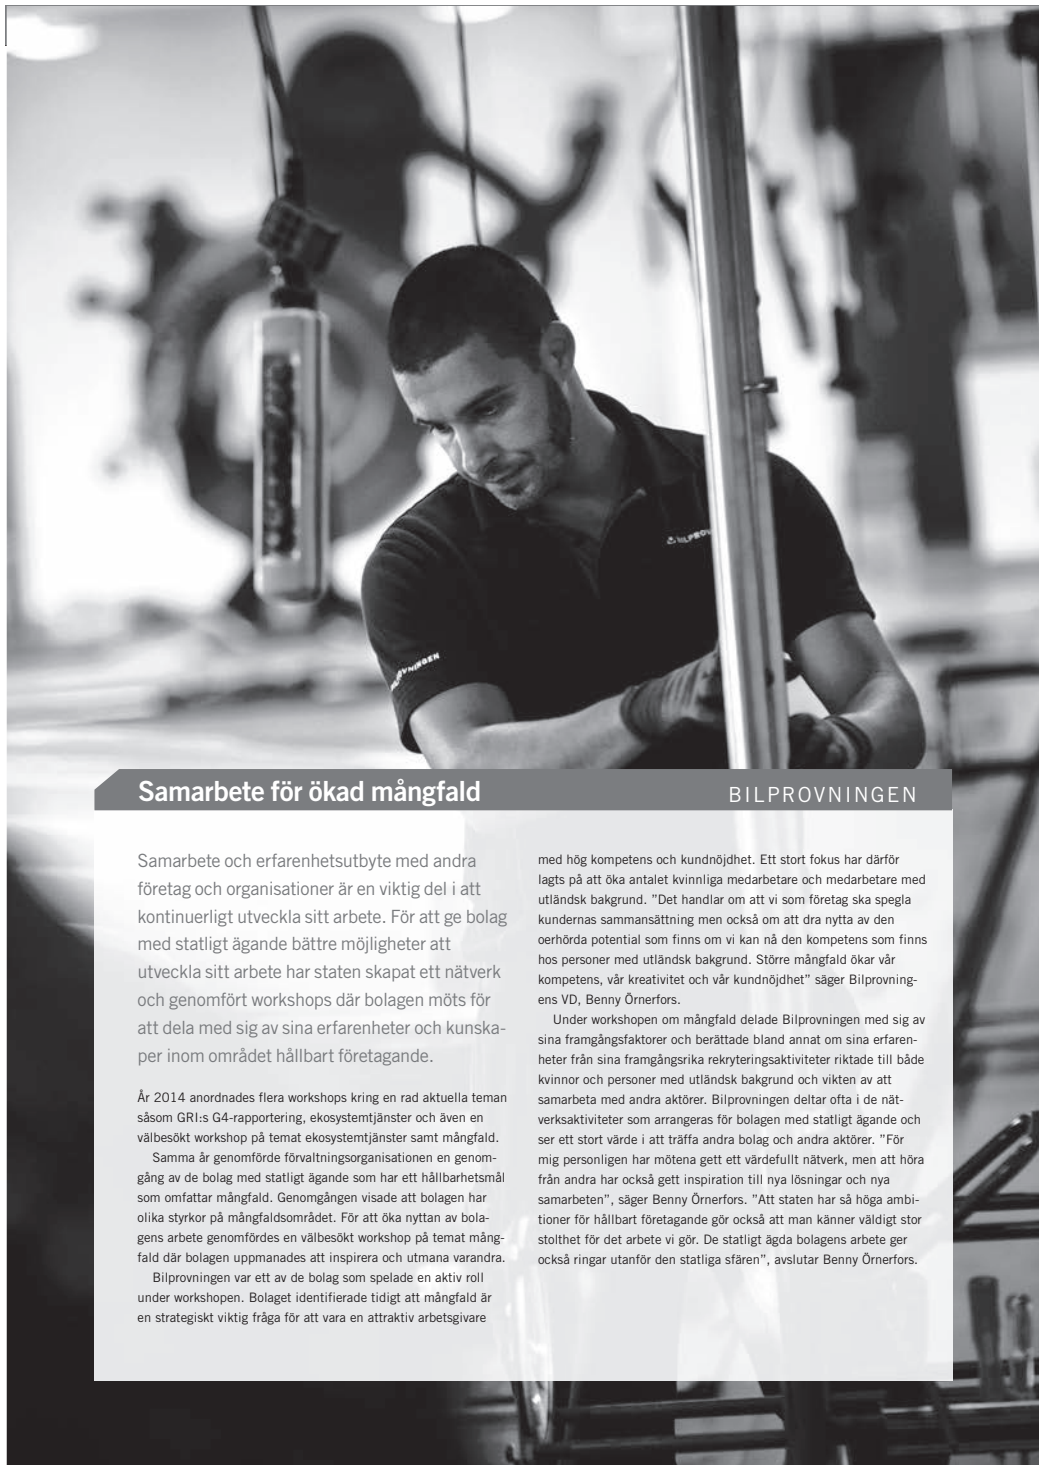 BILPROV
Samarbete för ökad mångfald
BILPROVNINGEN
Samarbete och erfarenhetsutbyte med andra
företag och organisationer är en viktig del i att
kontinuerligt utveckla sitt arbete. För att ge bolag
med statligt ägande bättre möjligheter att
utveckla sitt arbete har staten skapat ett nätverk
och genomfört workshops där bolagen möts för
att dela med sig av sina erfarenheter och kunska-
per inom området hållbart företagande.
År 2014 anordnades flera workshops kring en rad aktuella teman
såsom GRI:s G4-rapportering, ekosystemtjänster och även en
välbesökt workshop på temat ekosystemtjänster samt mångfald.
Samma år genomförde förvaltningsorganisationen en genom-
gång av de bolag med statligt ägande som har ett hållbarhetsmål
som omfattar mångfald. Genomgången visade att bolagen har
olika styrkor på mångfaldsområdet. För att öka nyttan av bola-
gens arbete genomfördes en välbesökt workshop på temat mång-
fald där bolagen uppmanades att inspirera och utmana varandra.
Bilprovningen var ett av de bolag som spelade en aktiv roll
under workshopen. Bolaget identifierade tidigt att mångfald är
en strategiskt viktig fråga för att vara en attraktiv arbetsgivare
med hög kompetens och kundnöjdhet. Ett stort fokus har därför
lagts på att öka antalet kvinnliga medarbetare och medarbetare med
utländsk bakgrund. ”Det handlar om att vi som företag ska spegla
kundernas sammansättning men också om att dra nytta av den
oerhörda potential som finns om vi kan nå den kompetens som finns
hos personer med utländsk bakgrund. Större mångfald ökar vår
kompetens, vår kreativitet och vår kundnöjdhet” säger Bilprovning-
ens VD, Benny Örnerfors.
Under workshopen om mångfald delade Bilprovningen med sig av
sina framgångsfaktorer och berättade bland annat om sina erfaren-
heter från sina framgångsrika rekryteringsaktiviteter riktade till både
kvinnor och personer med utländsk bakgrund och vikten av att
samarbeta med andra aktörer. Bilprovningen deltar ofta i de nät-
verksaktiviteter som arrangeras för bolagen med statligt ägande och
ser ett stort värde i att träffa andra bolag och andra aktörer. ”För
mig personligen har mötena gett ett värdefullt nätverk, men att höra
från andra har också gett inspiration till nya lösningar och nya
samarbeten”, säger Benny Örnerfors. ”Att staten har så höga ambi-
tioner för hållbart företagande gör också att man känner väldigt stor
stolthet för det arbete vi gör. De statligt ägda bolagens arbete ger
också ringar utanför den statliga sfären”, avslutar Benny Örnerfors.